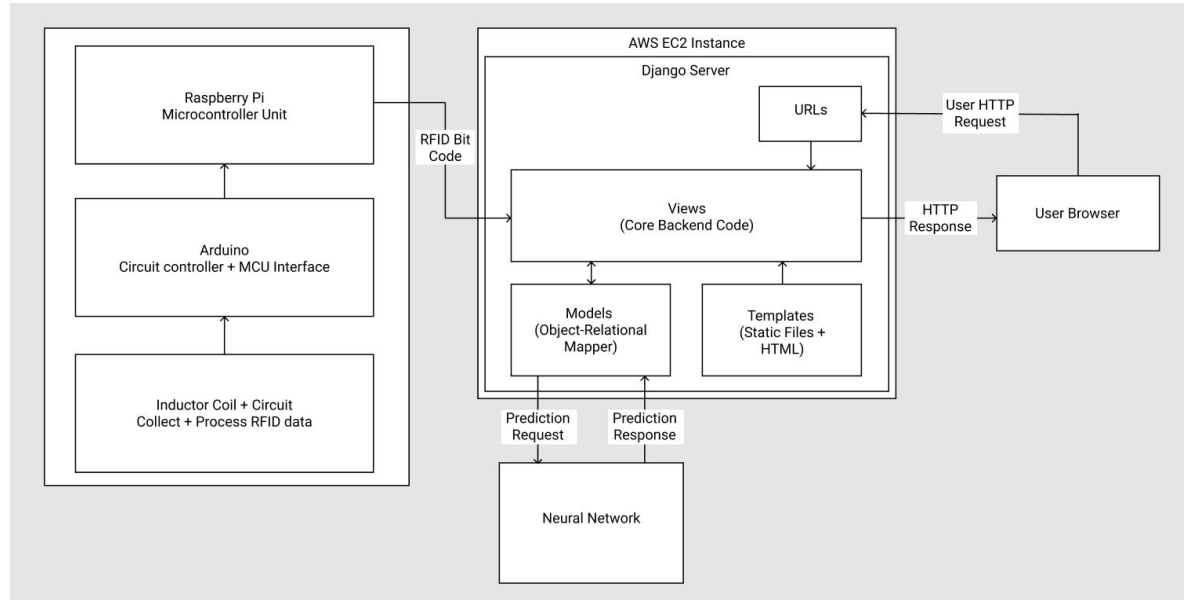 Raspberry Pi
Microcontroller Unit
Arduino
Circuit controller + MCU Interface
Inductor Coil + Circuit
Collect + Process RFID data
RFID Bit
Code
AWS EC2 Instance
Django Server
URLs
Views
(Core Backend Code)
Models
(Object-Relational
Mapper)
Templates
(Static Files +
HTML)
User HTTP
Request
HTTP
Response
User Browser
Prediction
Request
Prediction
Response
Neural Network